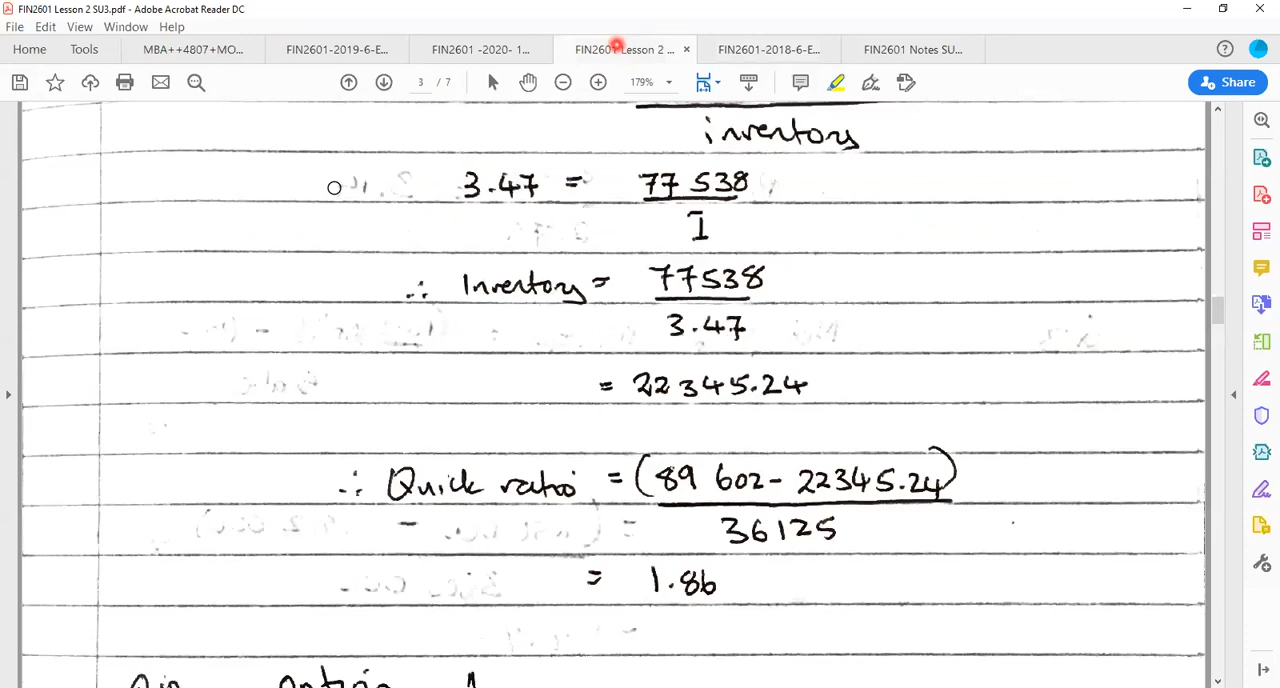 FIN2601 Lesson 2 SU3.pdf - Adobe Acrobat Reader DC
File Edit View Window Help
Home Tools MBA++4807+MO... FIN2601-2019-6-E... FIN2601 -2020- 1... FIN2601 Lesson 2 ... × FIN2601-2018-6-E... FIN2601 Notes SU...
3 / 7 179% Share
inventory
3.47 = 77 538
I
∴ Inventory = 77538
3.47
= 22345.24
∴ Quick ratio = (89 602 - 22345.24)
36125
= 1.86